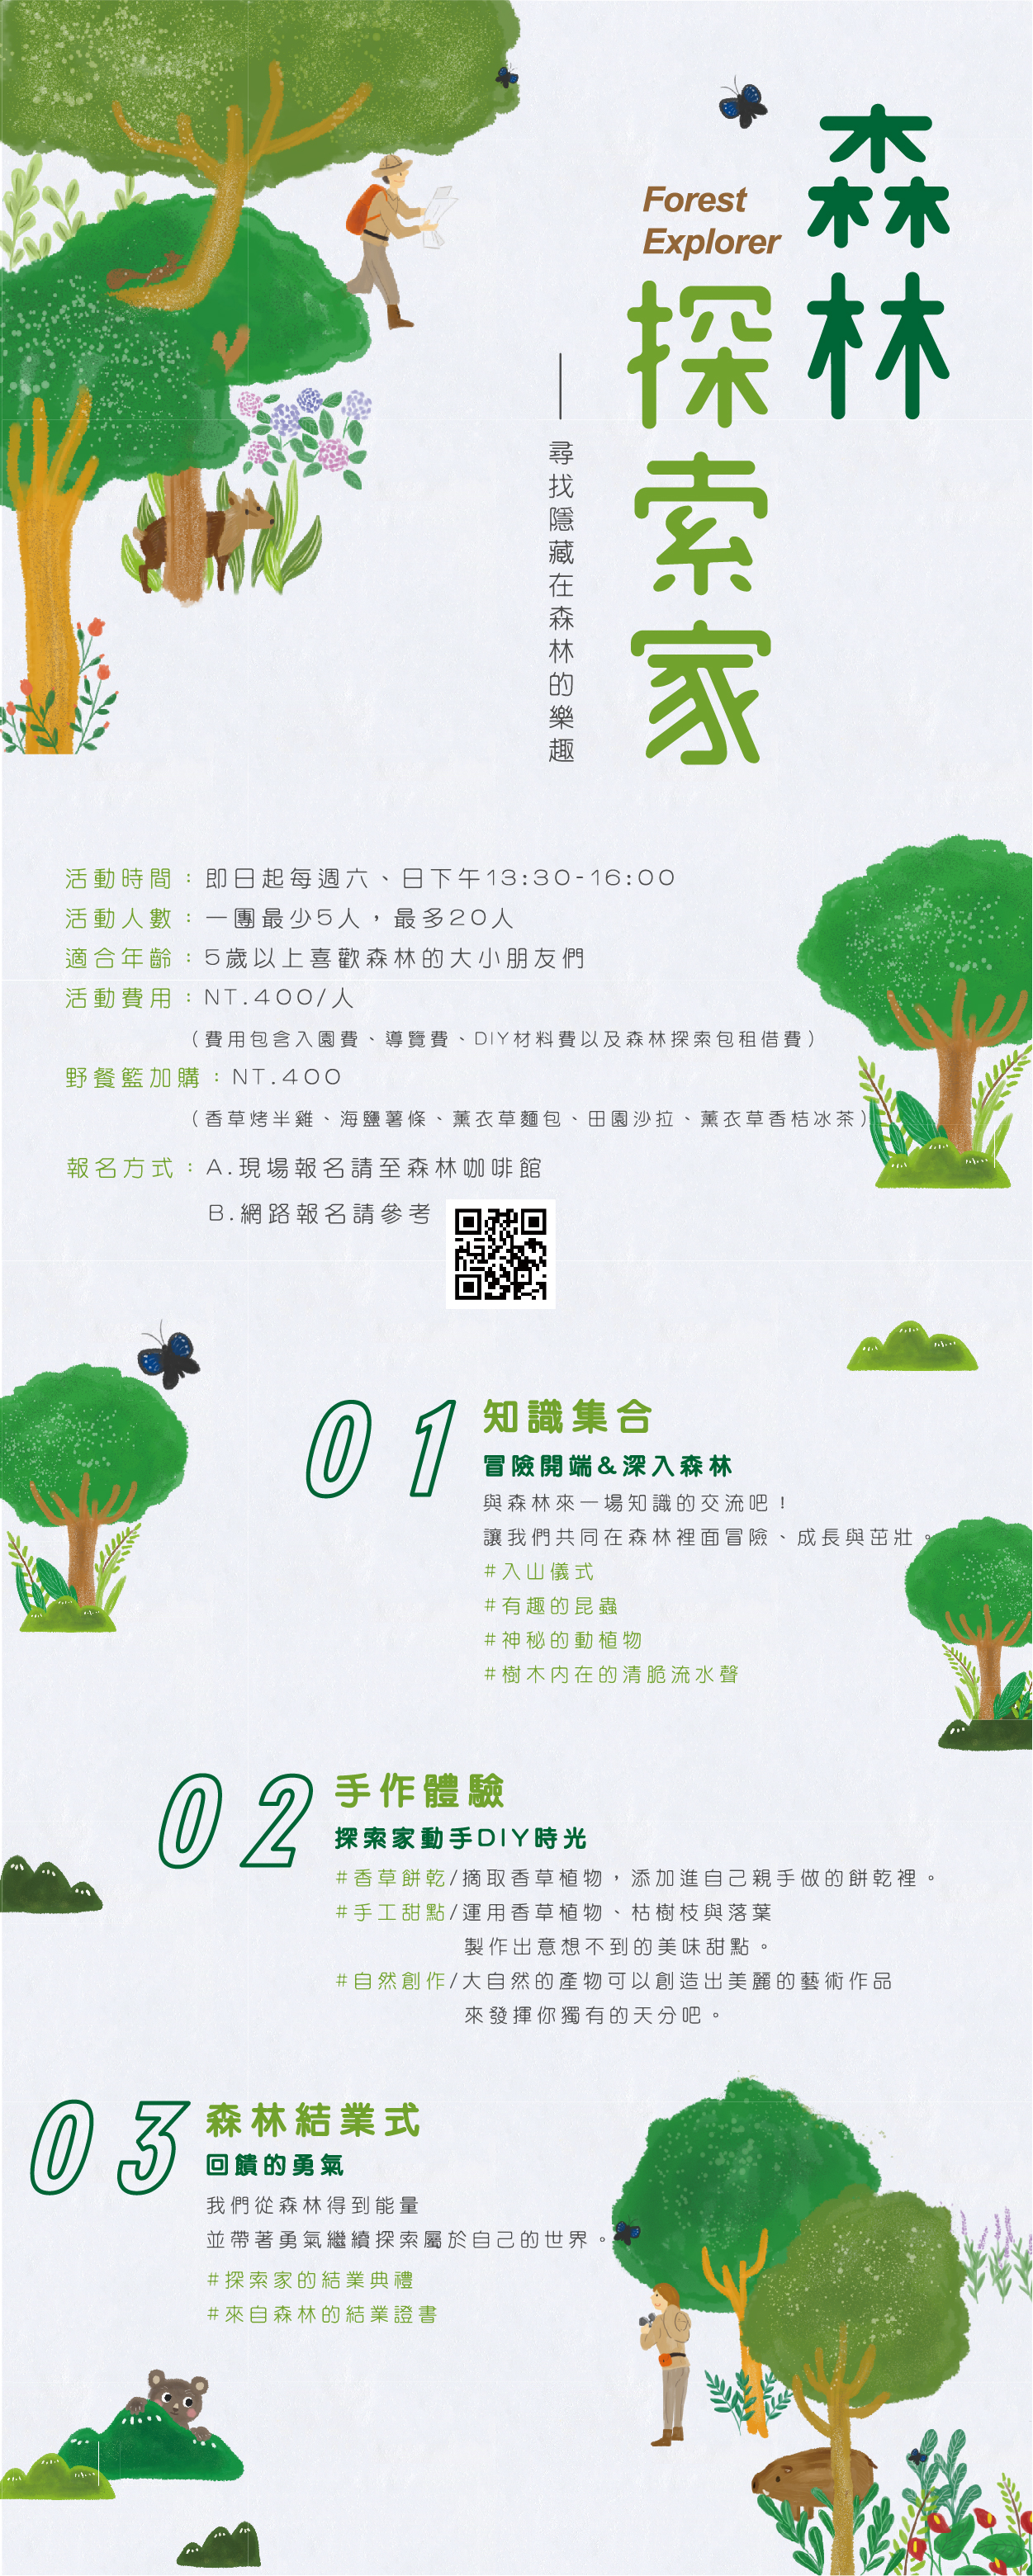 森林
Forest
Explorer
探索家
尋找隱藏在森林的樂趣
活動時間：即日起每週六、日下午13:30-16:00
活動人數：一團最少5人，最多20人
適合年齡：5歲以上喜歡森林的大小朋友們
活動費用：NT.400/人
（費用包含入園費、導覽費、DIY材料費以及森林探索包租借費）
野餐籃加購：NT.400
（香草烤半雞、海鹽薯條、薰衣草麵包、田園沙拉、薰衣草香桔冰茶）
報名方式：A.現場報名請至森林咖啡館
B.網路報名請參考
01
知識集合
冒險開端&深入森林
與森林來一場知識的交流吧！
讓我們共同在森林裡面冒險、成長與茁壯。
#入山儀式
#有趣的昆蟲
#神秘的動植物
#樹木內在的清脆流水聲
02
手作體驗
探索家動手DIY時光
#香草餅乾/摘取香草植物，添加進自己親手做的餅乾裡。
#手工甜點/運用香草植物、枯樹枝與落葉
製作出意想不到的美味甜點。
#自然創作/大自然的產物可以創造出美麗的藝術作品
來發揮你獨有的天分吧。
03
森林結業式
回饋的勇氣
我們從森林得到能量
並帶著勇氣繼續探索屬於自己的世界。
#探索家的結業典禮
#來自森林的結業證書